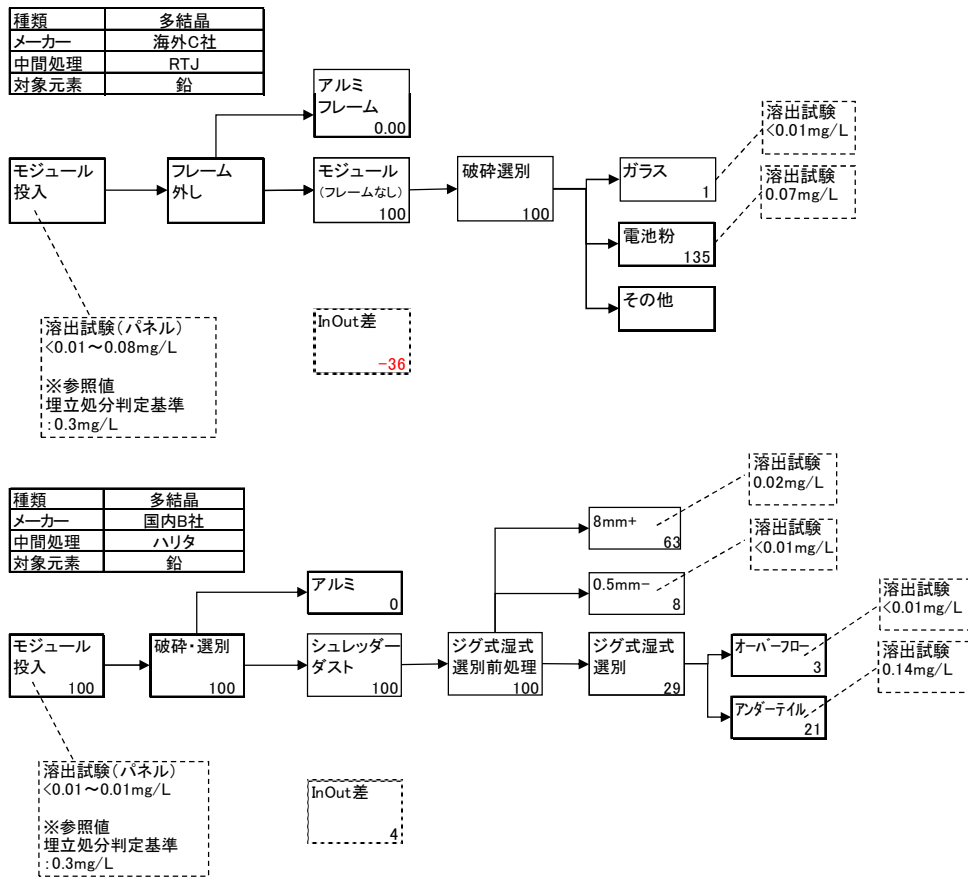 種類 多結晶
メーカー 海外C社
中間処理 RTJ
対象元素 鉛
アルミ
フレーム
0.00
溶出試験
<0.01mg/L
モジュール
投入
フレーム
外し
モジュール
(フレームなし)
100
破砕選別
100
ガラス
1
溶出試験
0.07mg/L
電池粉
135
その他
溶出試験(パネル)
<0.01~0.08mg/L
※参照値
埋立処分判定基準
:0.3mg/L
InOut差
-36
種類 多結晶
メーカー 国内B社
中間処理 ハリタ
対象元素 鉛
溶出試験
0.02mg/L
8mm+
63
溶出試験
<0.01mg/L
アルミ
0
0.5mm-
8
溶出試験
<0.01mg/L
モジュール
投入
100
破砕・選別
100
シュレッダー
ダスト
100
ジグ式湿式
選別前処理
100
ジグ式湿式
選別
29
オーバーフロー
3
溶出試験
0.14mg/L
アンダーテイル
21
溶出試験(パネル)
<0.01~0.01mg/L
※参照値
埋立処分判定基準
:0.3mg/L
InOut差
4